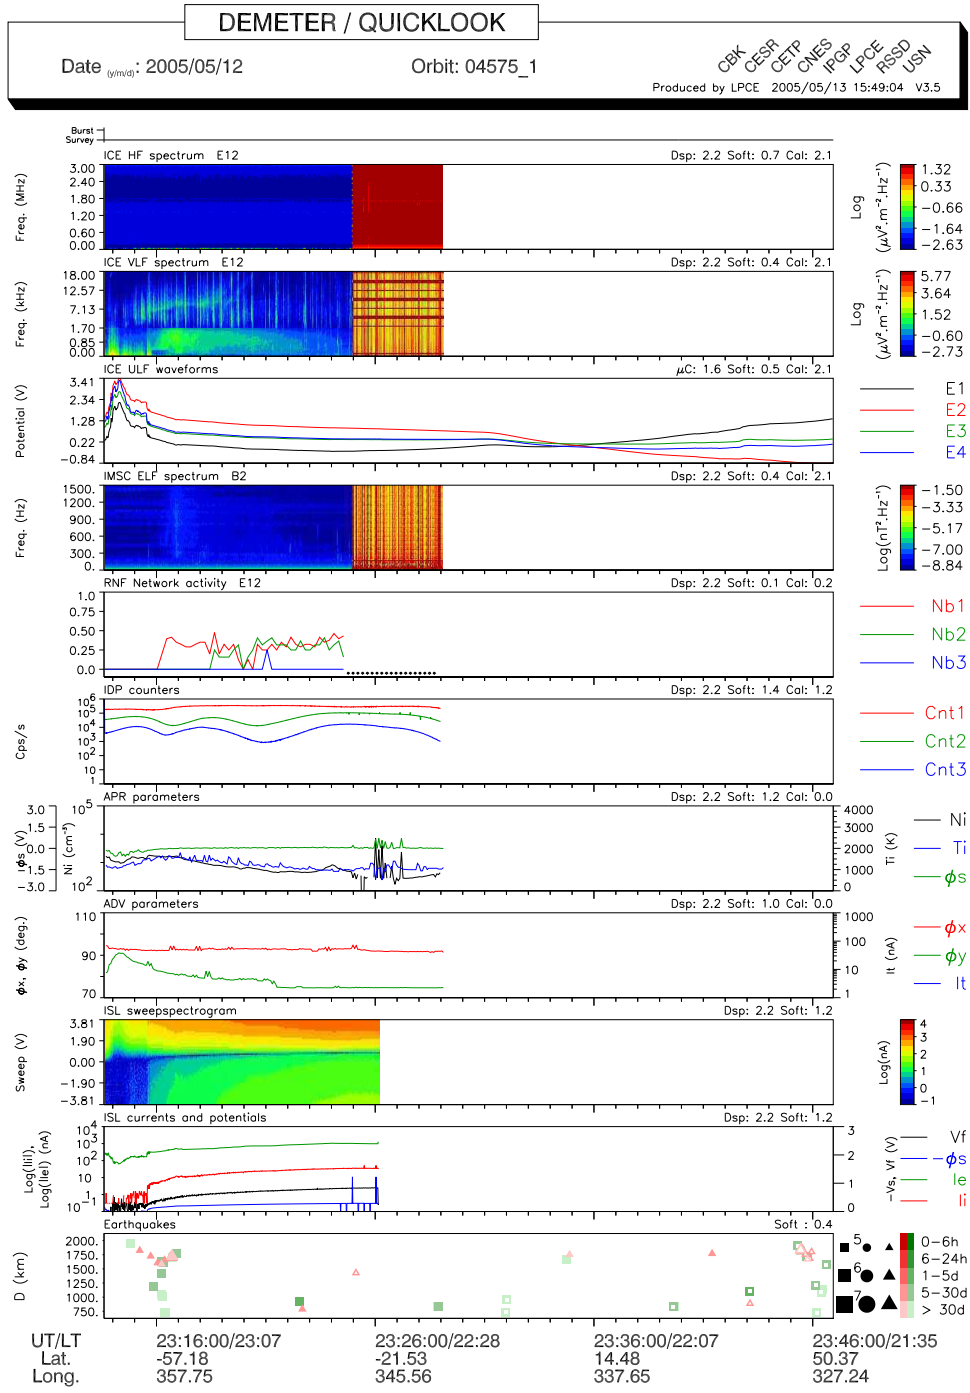 DEMETER / QUICKLOOK
Date (y/m/d): 2005/05/12 Orbit: 04575_1
CBK CESR CETP CNES IPGP LPCE RSSD USN
Produced by LPCE 2005/05/13 15:49:04 V3.5
Burst
Survey
ICE HF spectrum E12 Dsp: 2.2 Soft: 0.7 Cal: 2.1
Freq. (MHz)
3.00
2.40
1.80
1.20
0.60
0.00
Log
(μV².m⁻².Hz⁻¹)
1.32
0.33
−0.66
−1.64
−2.63
ICE VLF spectrum E12 Dsp: 2.2 Soft: 0.4 Cal: 2.1
Freq. (kHz)
18.00
12.57
7.13
1.70
0.85
0.00
Log
(μV².m⁻².Hz⁻¹)
5.77
3.64
1.52
−0.60
−2.73
ICE ULF waveforms μC: 1.6 Soft: 0.5 Cal: 2.1
Potential (V)
3.41
2.34
1.28
0.22
−0.84
E1
E2
E3
E4
IMSC ELF spectrum B2 Dsp: 2.2 Soft: 0.4 Cal: 2.1
Freq. (Hz)
1500.
1200.
900.
600.
300.
0.
Log(nT².Hz⁻¹)
−1.50
−3.33
−5.17
−7.00
−8.84
RNF Network activity E12 Dsp: 2.2 Soft: 0.1 Cal: 0.2
1.0
0.75
0.50
0.25
0.0
Nb1
Nb2
Nb3
IDP counters Dsp: 2.2 Soft: 1.4 Cal: 1.2
Cps/s
10⁶
10⁵
10⁴
10³
10²
10
1
Cnt1
Cnt2
Cnt3
APR parameters Dsp: 2.2 Soft: 1.2 Cal: 0.0
ϕs (V)
3.0
1.5
0.0
−1.5
−3.0
Ni (cm⁻³)
10⁵
10²
Ti (K)
4000
3000
2000
1000
0
Ni
Ti
ϕs
ADV parameters Dsp: 2.2 Soft: 1.0 Cal: 0.0
ϕx, ϕy (deg.)
110
90
70
It (nA)
1000
100
10
1
ϕx
ϕy
It
ISL sweepspectrogram Dsp: 2.2 Soft: 1.2
Sweep (V)
3.81
1.90
0.00
−1.90
−3.81
Log(nA)
4
3
2
1
0
−1
ISL currents and potentials Dsp: 2.2 Soft: 1.2
Log(|Ii|),
Log(|Ie|) (nA)
10⁴
10³
10²
10
1
10⁻¹
−Vs, Vf (V)
3
2
1
0
Vf
−ϕs
Ie
Ii
Earthquakes Soft : 0.4
D (km)
2000.
1750.
1500.
1250.
1000.
750.
5
6
7
0−6h
6−24h
1−5d
5−30d
> 30d
UT/LT 23:16:00/23:07 23:26:00/22:28 23:36:00/22:07 23:46:00/21:35
Lat. -57.18 -21.53 14.48 50.37
Long. 357.75 345.56 337.65 327.24